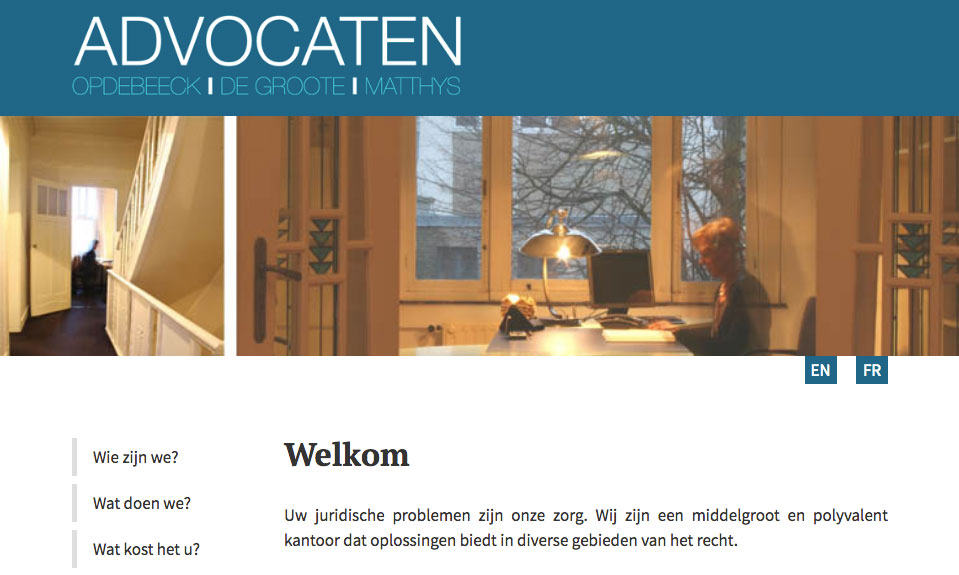 ADVOCATEN
OPDEBEECK | DE GROOTE | MATTHYS
EN FR
Wie zijn we?
Wat doen we?
Wat kost het u?
Welkom
Uw juridische problemen zijn onze zorg. Wij zijn een middelgroot en polyvalent
kantoor dat oplossingen biedt in diverse gebieden van het recht.